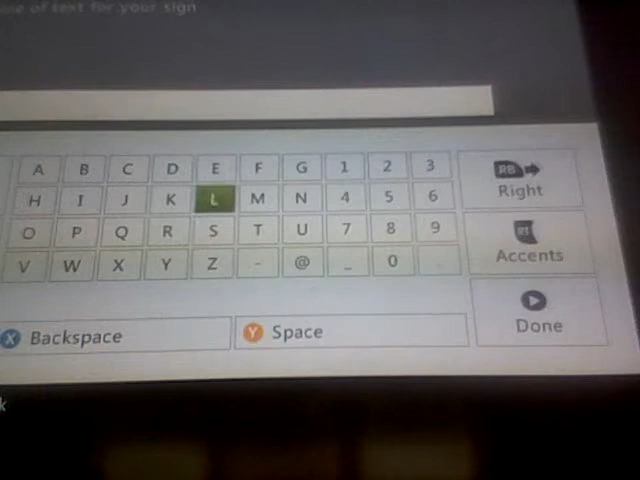 of text for your sign
A B C D E F G 1 2 3
RB Right
H I J K L M N 4 5 6
O P Q R S T U 7 8 9
Accents
V W X Y Z - @ _ 0 .
X Backspace
Y Space
Done
k